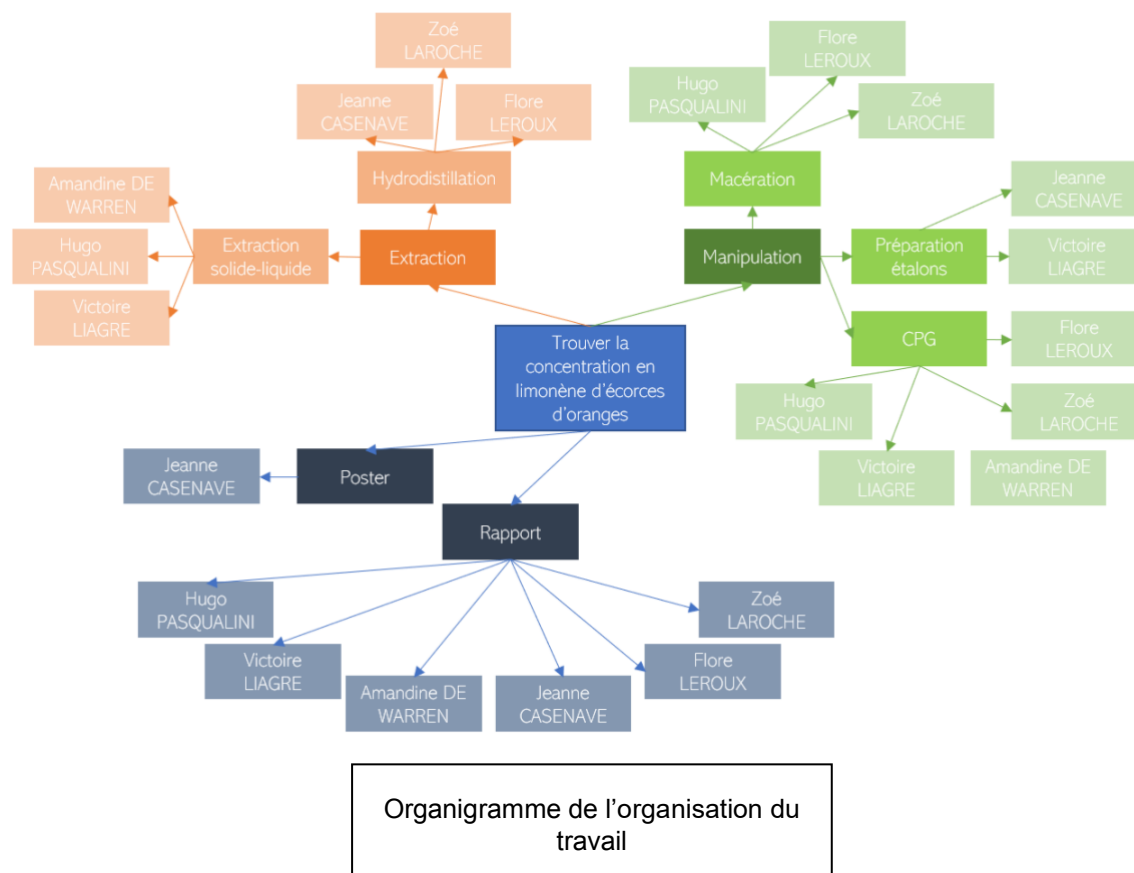 Zoé
LAROCHE
Jeanne
CASENAVE
Flore
LEROUX
Hydrodistillation
Amandine DE
WARREN
Hugo
PASQUALINI
Victoire
LIAGRE
Extraction
solide-liquide
Extraction
Flore
LEROUX
Hugo
PASQUALINI
Zoé
LAROCHE
Macération
Manipulation
Jeanne
CASENAVE
Préparation
étalons
Victoire
LIAGRE
CPG
Flore
LEROUX
Hugo
PASQUALINI
Zoé
LAROCHE
Victoire
LIAGRE
Amandine DE
WARREN
Trouver la
concentration en
limonène d'écorces
d'oranges
Jeanne
CASENAVE
Poster
Rapport
Hugo
PASQUALINI
Victoire
LIAGRE
Amandine DE
WARREN
Jeanne
CASENAVE
Flore
LEROUX
Zoé
LAROCHE
Organigramme de l’organisation du
travail